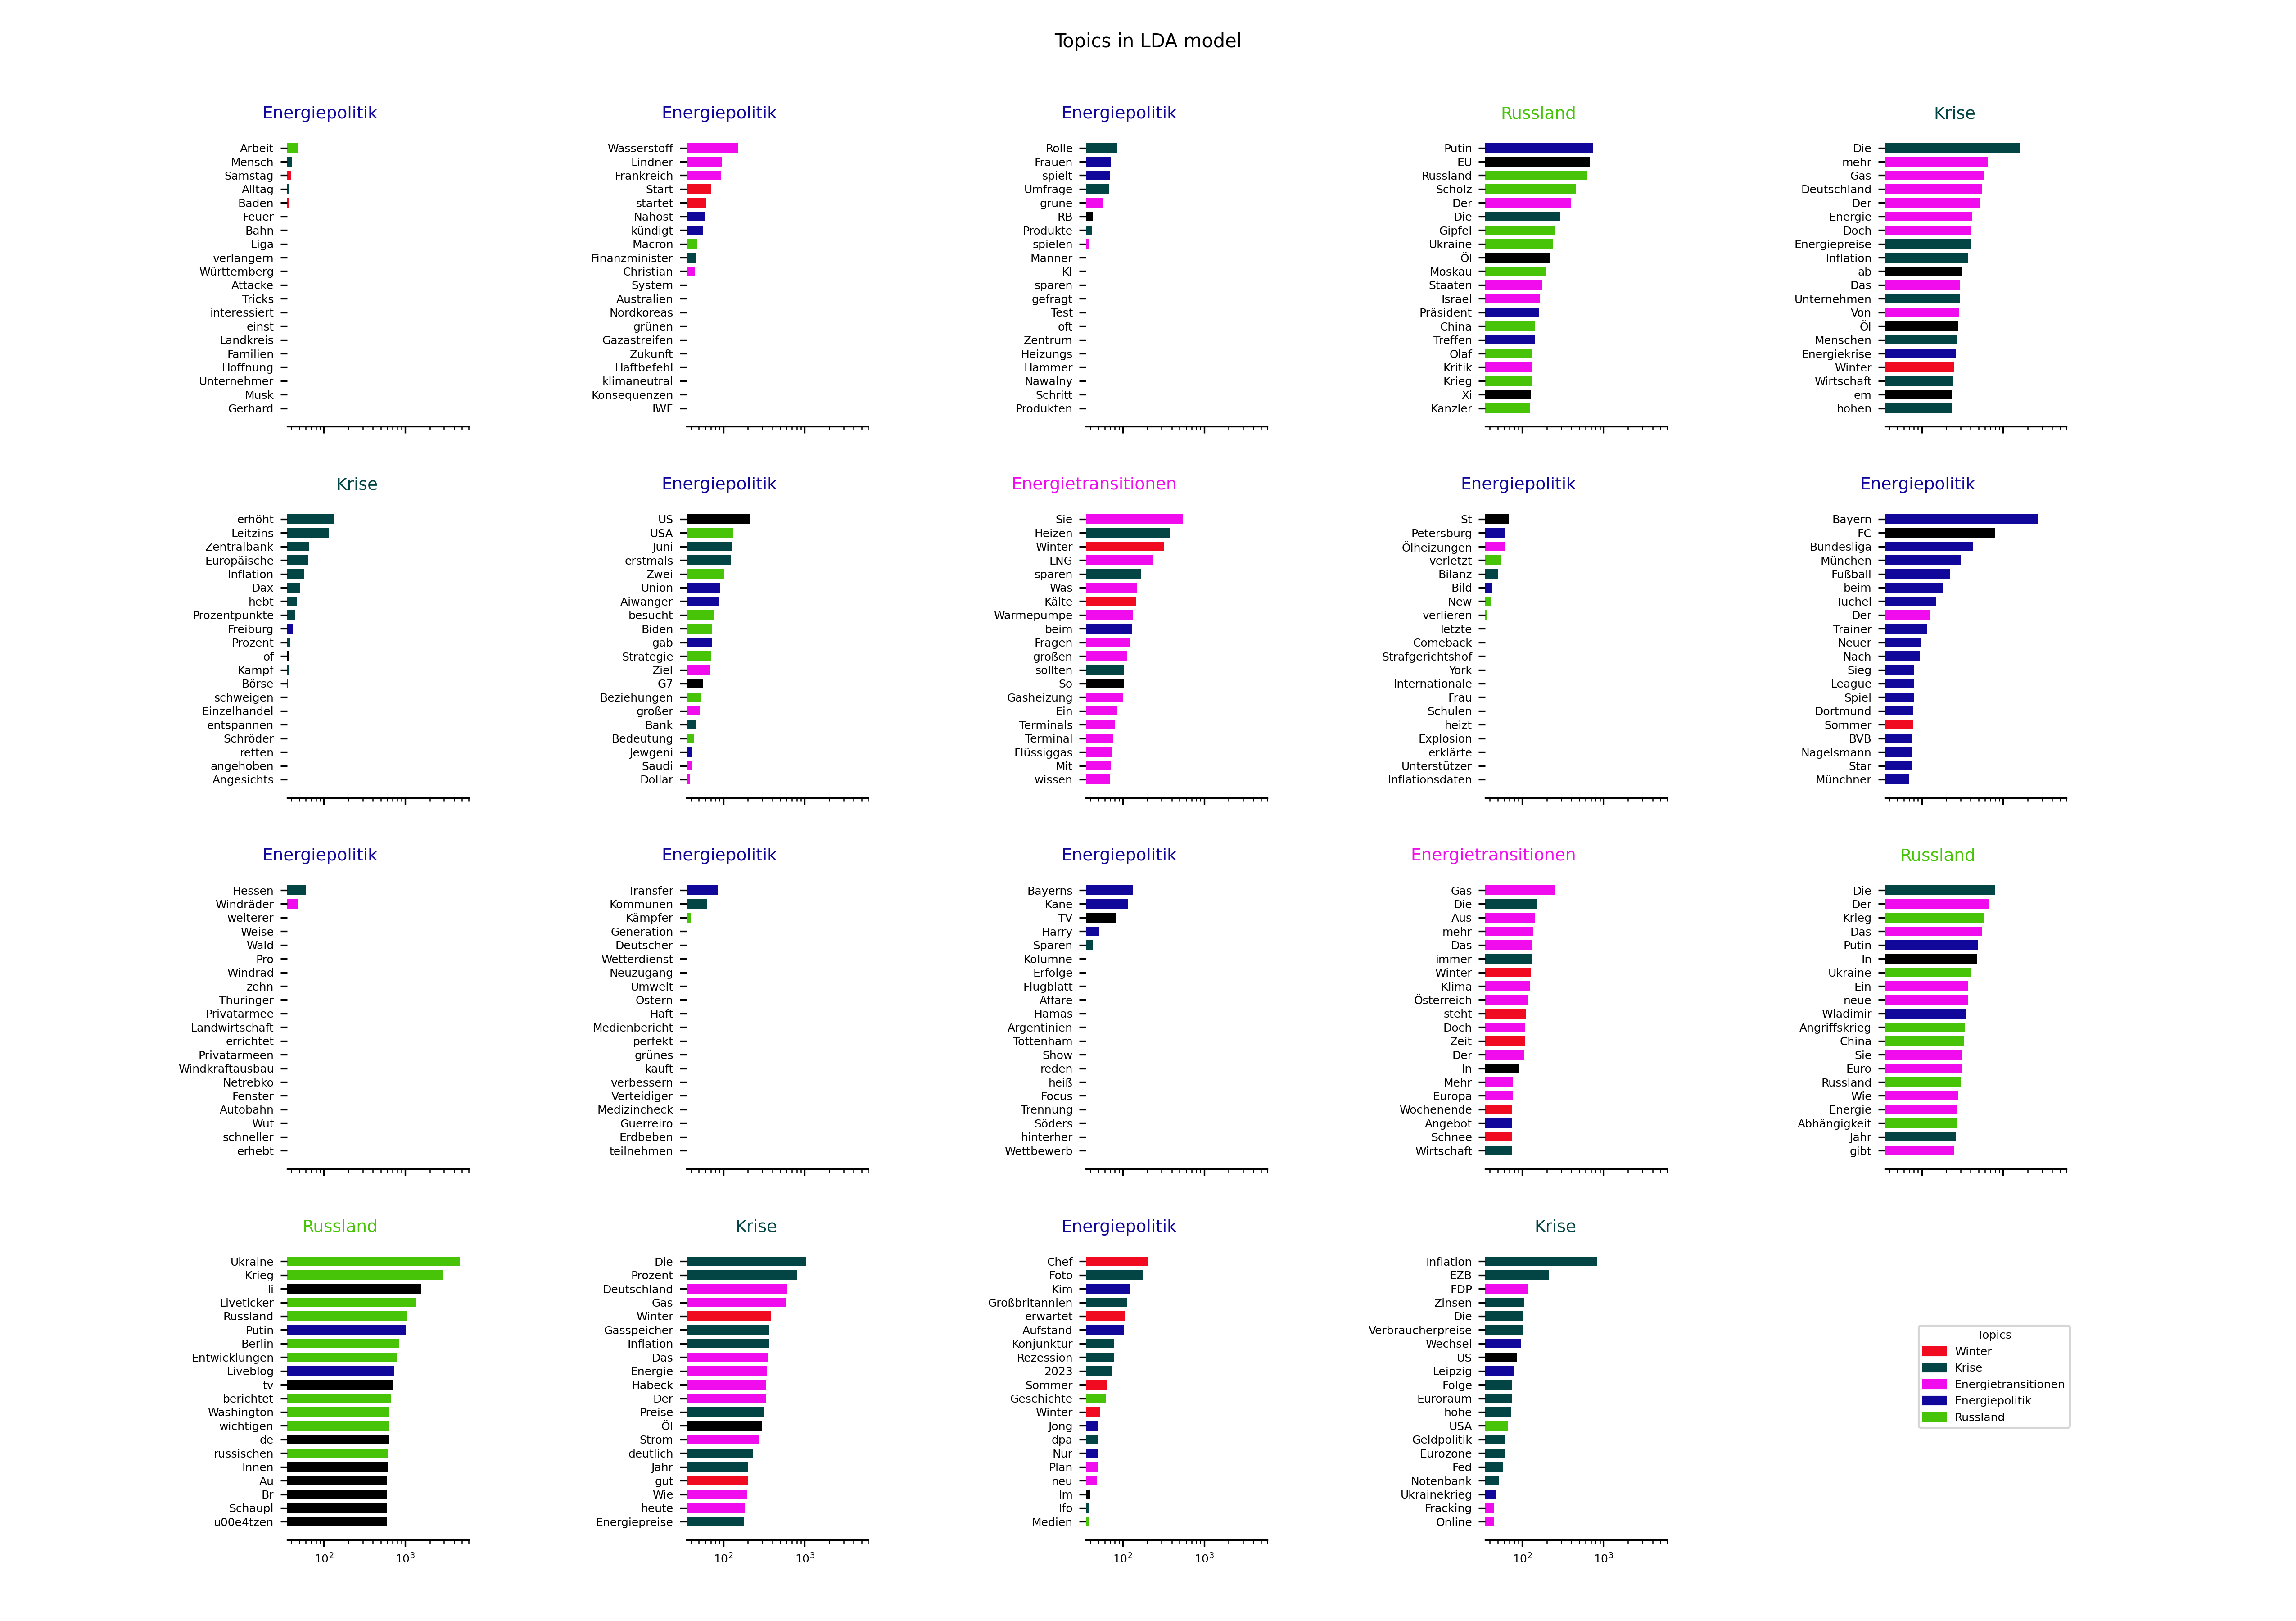 Topics in LDA model
Energiepolitik
Arbeit
Mensch
Samstag
Alltag
Baden
Feuer
Bahn
Liga
verlängern
Württemberg
Attacke
Tricks
interessiert
einst
Landkreis
Familien
Hoffnung
Unternehmer
Musk
Gerhard
Energiepolitik
Wasserstoff
Lindner
Frankreich
Start
startet
Nahost
kündigt
Macron
Finanzminister
Christian
System
Australien
Nordkoreas
grünen
Gazastreifen
Zukunft
Haftbefehl
klimaneutral
Konsequenzen
IWF
Energiepolitik
Rolle
Frauen
spielt
Umfrage
grüne
RB
Produkte
spielen
Männer
KI
sparen
gefragt
Test
oft
Zentrum
Heizungs
Hammer
Nawalny
Schritt
Produkten
Russland
Putin
EU
Russland
Scholz
Der
Die
Gipfel
Ukraine
Öl
Moskau
Staaten
Israel
Präsident
China
Treffen
Olaf
Kritik
Krieg
Xi
Kanzler
Krise
Die
mehr
Gas
Deutschland
Der
Energie
Doch
Energiepreise
Inflation
ab
Das
Unternehmen
Von
Öl
Menschen
Energiekrise
Winter
Wirtschaft
em
hohen
Krise
erhöht
Leitzins
Zentralbank
Europäische
Inflation
Dax
hebt
Prozentpunkte
Freiburg
Prozent
of
Kampf
Börse
schweigen
Einzelhandel
entspannen
Schröder
retten
angehoben
Angesichts
Energiepolitik
US
USA
Juni
erstmals
Zwei
Union
Aiwanger
besucht
Biden
gab
Strategie
Ziel
G7
Beziehungen
großer
Bank
Bedeutung
Jewgeni
Saudi
Dollar
Energietransitionen
Sie
Heizen
Winter
LNG
sparen
Was
Kälte
Wärmepumpe
beim
Fragen
großen
sollten
So
Gasheizung
Ein
Terminals
Terminal
Flüssiggas
Mit
wissen
Energiepolitik
St
Petersburg
Ölheizungen
verletzt
Bilanz
Bild
New
verlieren
letzte
Comeback
Strafgerichtshof
York
Internationale
Frau
Schulen
heizt
Explosion
erklärte
Unterstützer
Inflationsdaten
Energiepolitik
Bayern
FC
Bundesliga
München
Fußball
beim
Tuchel
Der
Trainer
Neuer
Nach
Sieg
League
Spiel
Dortmund
Sommer
BVB
Nagelsmann
Star
Münchner
Energiepolitik
Hessen
Windräder
weiterer
Weise
Wald
Pro
Windrad
zehn
Thüringer
Privatarmee
Landwirtschaft
errichtet
Privatarmeen
Windkraftausbau
Netrebko
Fenster
Autobahn
Wut
schneller
erhebt
Energiepolitik
Transfer
Kommunen
Kämpfer
Generation
Deutscher
Wetterdienst
Neuzugang
Umwelt
Ostern
Haft
Medienbericht
perfekt
grünes
kauft
verbessern
Verteidiger
Medizincheck
Guerreiro
Erdbeben
teilnehmen
Energiepolitik
Bayerns
Kane
TV
Harry
Sparen
Kolumne
Erfolge
Flugblatt
Affäre
Hamas
Argentinien
Tottenham
Show
reden
heiß
Focus
Trennung
Söders
hinterher
Wettbewerb
Energietransitionen
Gas
Die
Aus
mehr
Das
immer
Winter
Klima
Österreich
steht
Doch
Zeit
Der
In
Mehr
Europa
Wochenende
Angebot
Schnee
Wirtschaft
Russland
Die
Der
Krieg
Das
Putin
In
Ukraine
Ein
neue
Wladimir
Angriffskrieg
China
Sie
Euro
Russland
Wie
Energie
Abhängigkeit
Jahr
gibt
Russland
Ukraine
Krieg
li
Liveticker
Russland
Putin
Berlin
Entwicklungen
Liveblog
tv
berichtet
Washington
wichtigen
de
russischen
Innen
Au
Br
Schaupl
u00e4tzen
10²
10³
Krise
Die
Prozent
Deutschland
Gas
Winter
Gasspeicher
Inflation
Das
Energie
Habeck
Der
Preise
Öl
Strom
deutlich
Jahr
gut
Wie
heute
Energiepreise
10²
10³
Energiepolitik
Chef
Foto
Kim
Großbritannien
erwartet
Aufstand
Konjunktur
Rezession
2023
Sommer
Geschichte
Winter
Jong
dpa
Nur
Plan
neu
Im
Ifo
Medien
10²
10³
Krise
Inflation
EZB
FDP
Zinsen
Die
Verbraucherpreise
Wechsel
US
Leipzig
Folge
Euroraum
hohe
USA
Geldpolitik
Eurozone
Fed
Notenbank
Ukrainekrieg
Fracking
Online
10²
10³
Topics
Winter
Krise
Energietransitionen
Energiepolitik
Russland